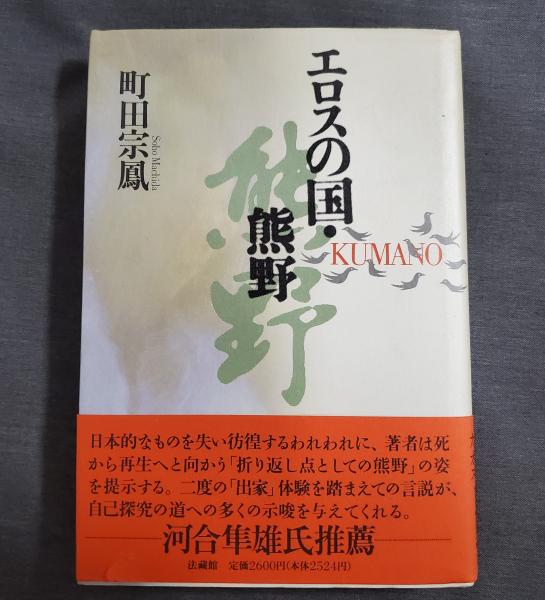 エロスの国・
熊野
KUMANO
熊野
町田宗鳳
Soho Machida
日本的なものを失い彷徨するわれわれに、著者は死
から再生へと向かう「折り返し点としての熊野」の姿
を提示する。二度の「出家」体験を踏まえての言説が、
自己探究の道への多くの示唆を与えてくれる。
河合隼雄氏推薦
法藏館 定価2600円(本体2524円)